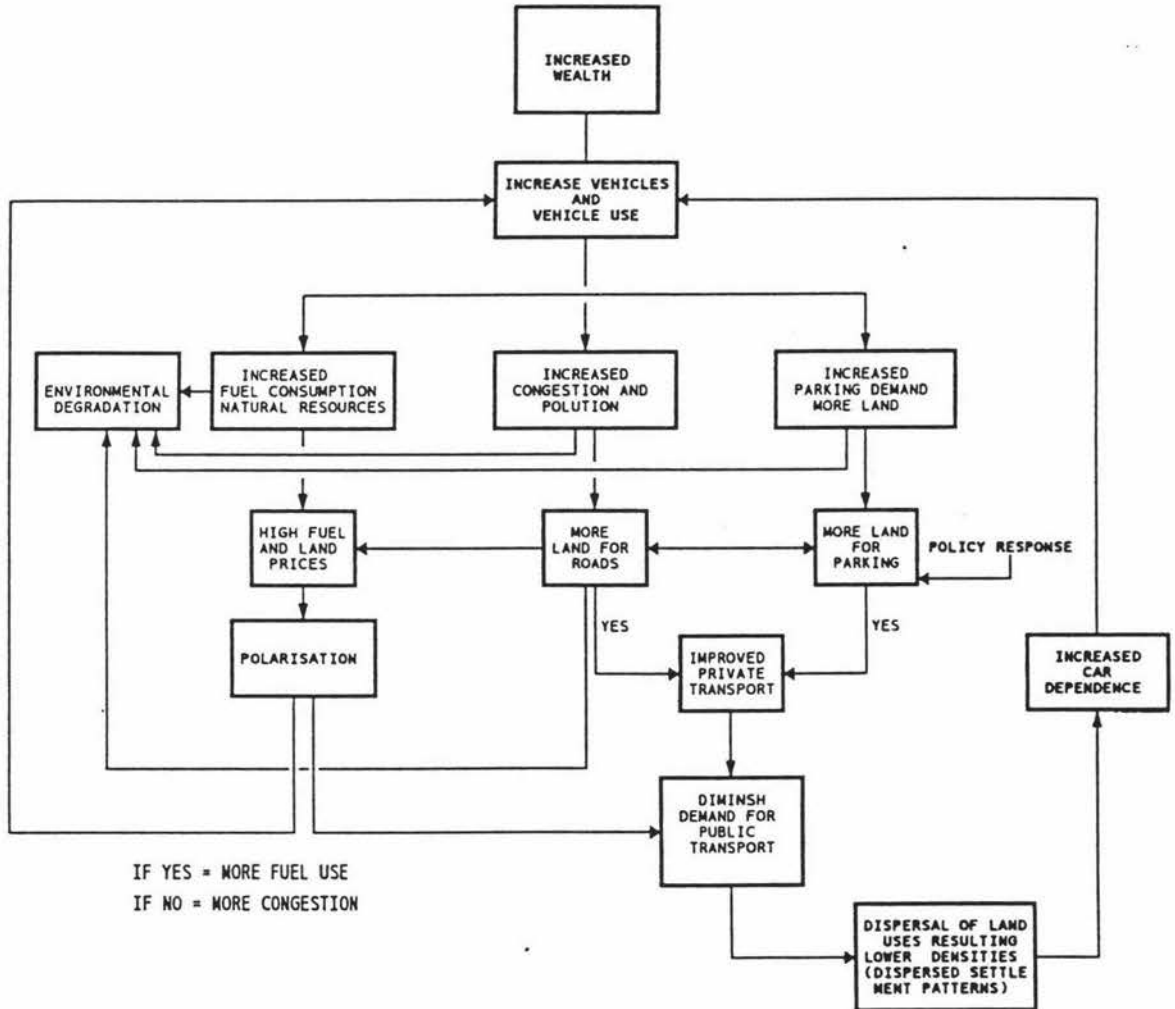 INCREASED
WEALTH
INCREASE VEHICLES
AND
VEHICLE USE
ENVIRONMENTAL
DEGRADATION
INCREASED
FUEL CONSUMPTION
NATURAL RESOURCES
INCREASED
CONGESTION AND
POLUTION
INCREASED
PARKING DEMAND
MORE LAND
HIGH FUEL
AND LAND
PRICES
MORE
LAND FOR
ROADS
MORE LAND
FOR
PARKING
POLICY RESPONSE
YES
YES
POLARISATION
IMPROVED
PRIVATE
TRANSPORT
INCREASED
CAR
DEPENDENCE
DIMINSH
DEMAND FOR
PUBLIC
TRANSPORT
IF YES = MORE FUEL USE
IF NO = MORE CONGESTION
DISPERSAL OF LAND
USES RESULTING
LOWER DENSITIES
(DISPERSED SETTLE
MENT PATTERNS)